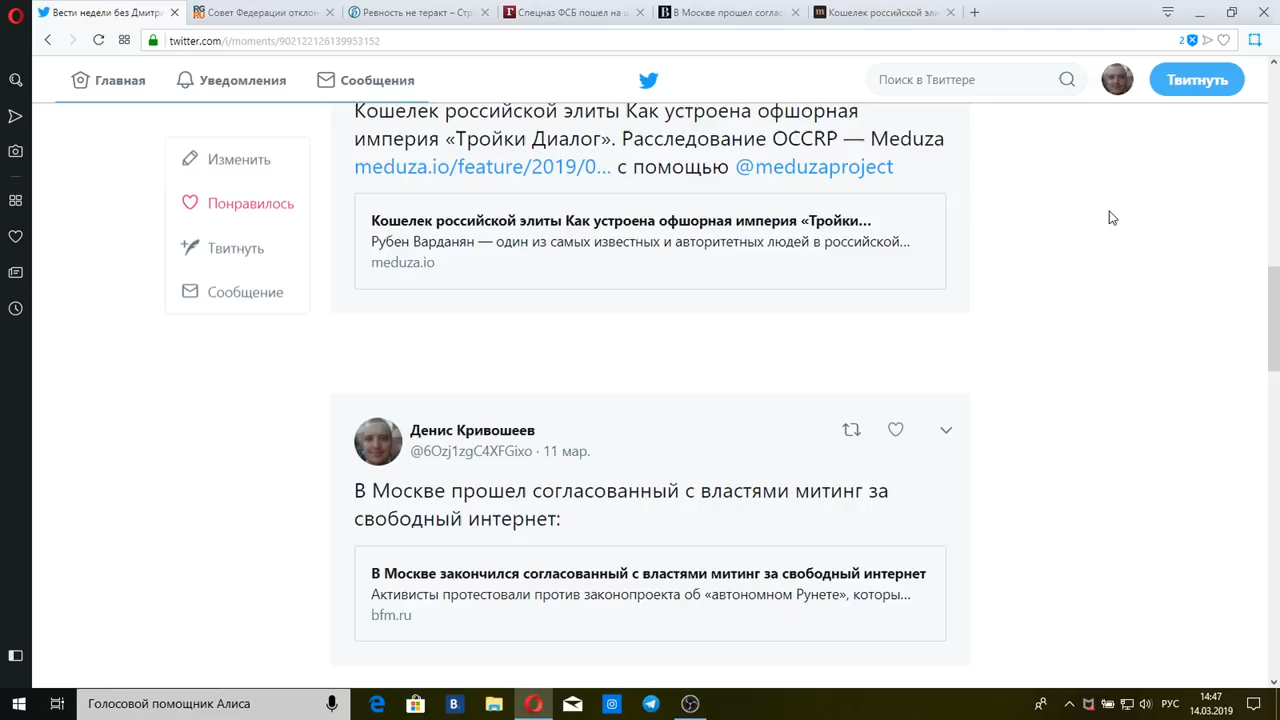 Вести недели без Дмитри
Совет Федерации отклон
Ревность не теракт – Стр
Спецназ ФСБ пошел на ш
В Москве прошел соглас
Кошелек российской эли
twitter.com/i/moments/902122126139953152
2
Главная
Уведомления
Сообщения
Поиск в Твиттере
Твитнуть
Изменить
Понравилось
Твитнуть
Сообщение
Кошелек российской элиты Как устроена офшорная
империя «Тройки Диалог». Расследование OCCRP — Meduza
meduza.io/feature/2019/0... с помощью @meduzaproject
Кошелек российской элиты Как устроена офшорная империя «Тройки...
Рубен Варданян — один из самых известных и авторитетных людей в российской...
meduza.io
Денис Кривошеев
@6Ozj1zgC4XFGixo · 11 мар.
В Москве прошел согласованный с властями митинг за
свободный интернет:
В Москве закончился согласованный с властями митинг за свободный интернет
Активисты протестовали против законопроекта об «автономном Рунете», которы...
bfm.ru
Голосовой помощник Алиса
РУС
14:47
14.03.2019